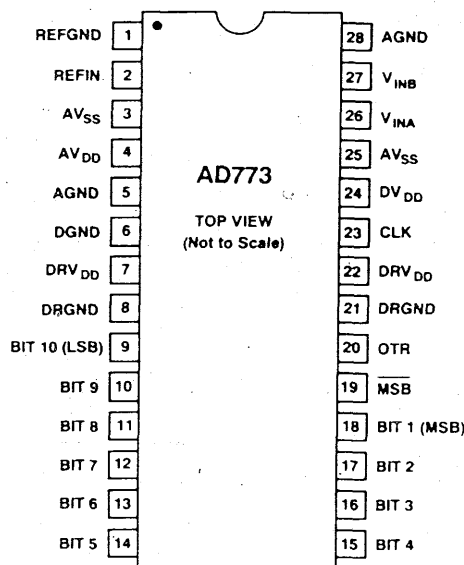 REFGND 1
REFIN 2
AVSS 3
AVDD 4
AGND 5
DGND 6
DRVDD 7
DRGND 8
BIT 10 (LSB) 9
BIT 9 10
BIT 8 11
BIT 7 12
BIT 6 13
BIT 5 14
AD773
TOP VIEW
(Not to Scale)
28 AGND
27 VINB
26 VINA
25 AVSS
24 DVDD
23 CLK
22 DRVDD
21 DRGND
20 OTR
19 M̅S̅B̅
18 BIT 1 (MSB)
17 BIT 2
16 BIT 3
15 BIT 4